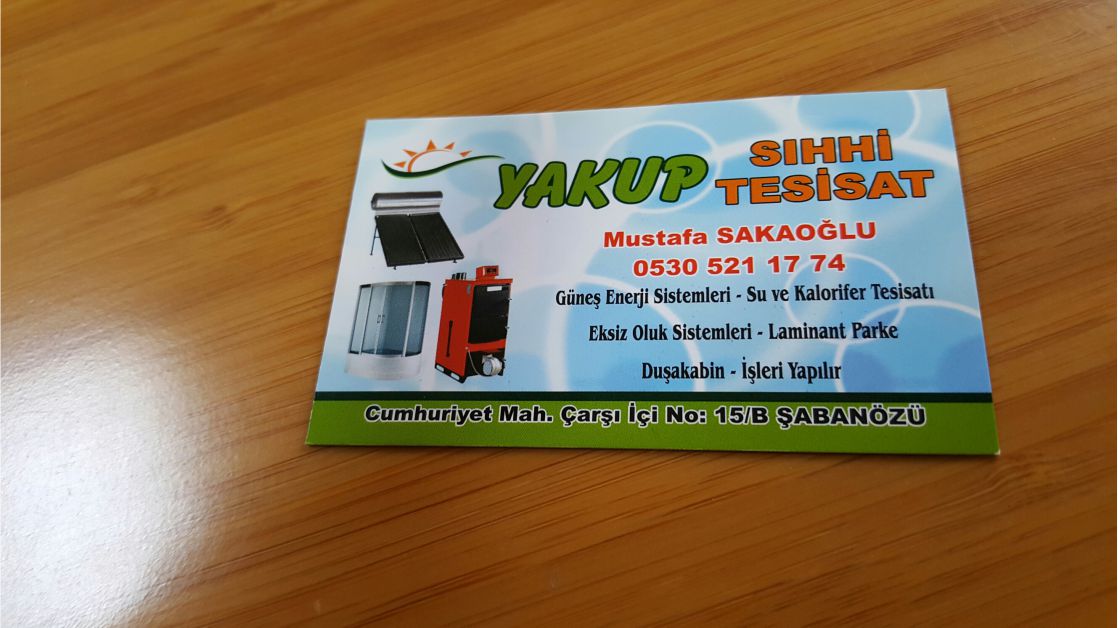 YAKUP SIHHİ TESİSAT
Mustafa SAKAOĞLU
0530 521 17 74
Güneş Enerji Sistemleri - Su ve Kalorifer Tesisatı
Eksiz Oluk Sistemleri - Laminant Parke
Duşakabin - İşleri Yapılır
Cumhuriyet Mah. Çarşı İçi No: 15/B ŞABANÖZÜ